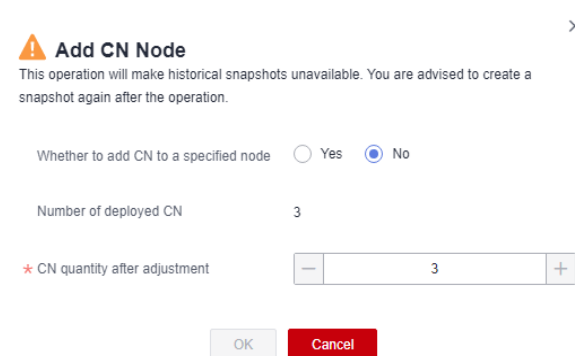 Add CN Node
This operation will make historical snapshots unavailable. You are advised to create a
snapshot again after the operation.
Whether to add CN to a specified node Yes No
Number of deployed CN 3
* CN quantity after adjustment − 3 +
OK Cancel